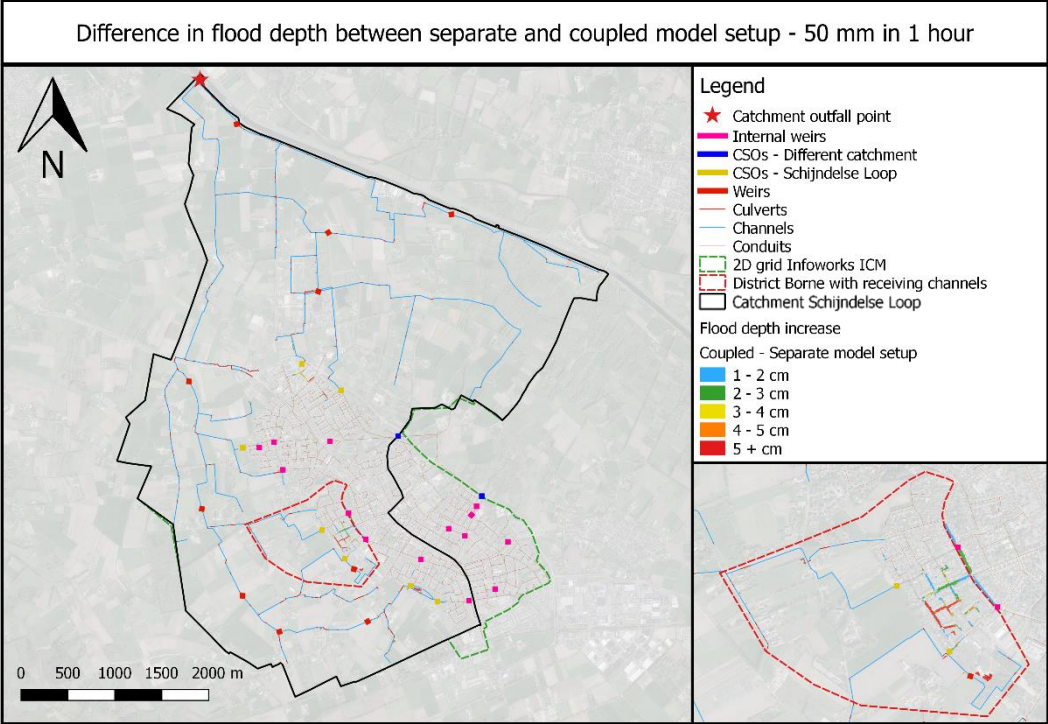 Difference in flood depth between separate and coupled model setup - 50 mm in 1 hour
N
Legend
Catchment outfall point
Internal weirs
CSOs - Different catchment
CSOs - Schijndelse Loop
Weirs
Culverts
Channels
Conduits
2D grid Infoworks ICM
District Borne with receiving channels
Catchment Schijndelse Loop
Flood depth increase
Coupled - Separate model setup
1 - 2 cm
2 - 3 cm
3 - 4 cm
4 - 5 cm
5 + cm
0 500 1000 1500 2000 m